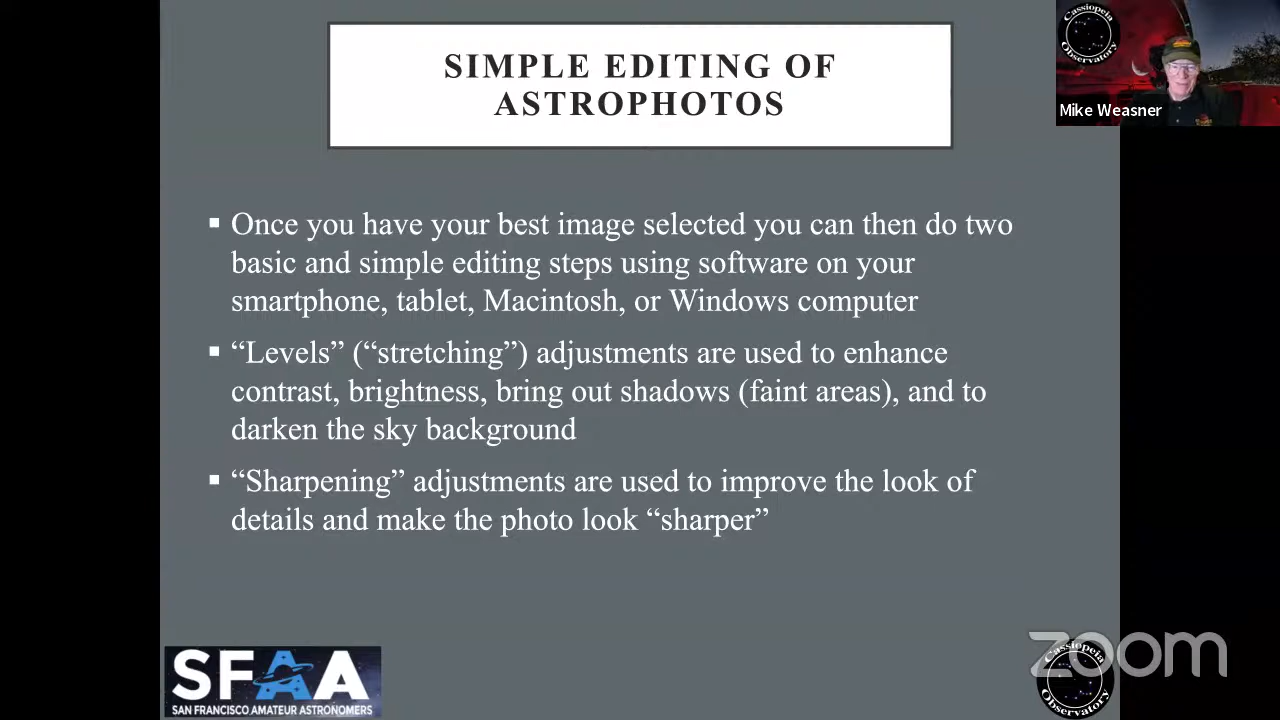 SIMPLE EDITING OF
ASTROPHOTOS
Cassiopeia
Observatory
Mike Weasner
▪ Once you have your best image selected you can then do two
basic and simple editing steps using software on your
smartphone, tablet, Macintosh, or Windows computer
▪ “Levels” (“stretching”) adjustments are used to enhance
contrast, brightness, bring out shadows (faint areas), and to
darken the sky background
▪ “Sharpening” adjustments are used to improve the look of
details and make the photo look “sharper”
SFAA
SAN FRANCISCO AMATEUR ASTRONOMERS
zoom
Cassiopeia
Observatory